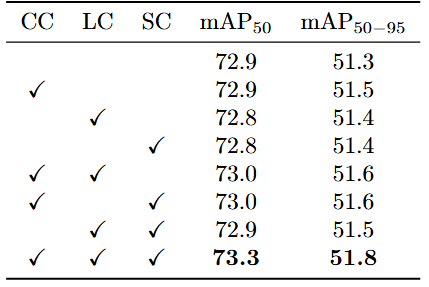 CC LC SC mAP50 mAP50−95
72.9 51.3
✓ 72.9 51.5
✓ 72.8 51.4
✓ 72.8 51.4
✓ ✓ 73.0 51.6
✓ ✓ 73.0 51.6
✓ ✓ 72.9 51.5
✓ ✓ ✓ 73.3 51.8